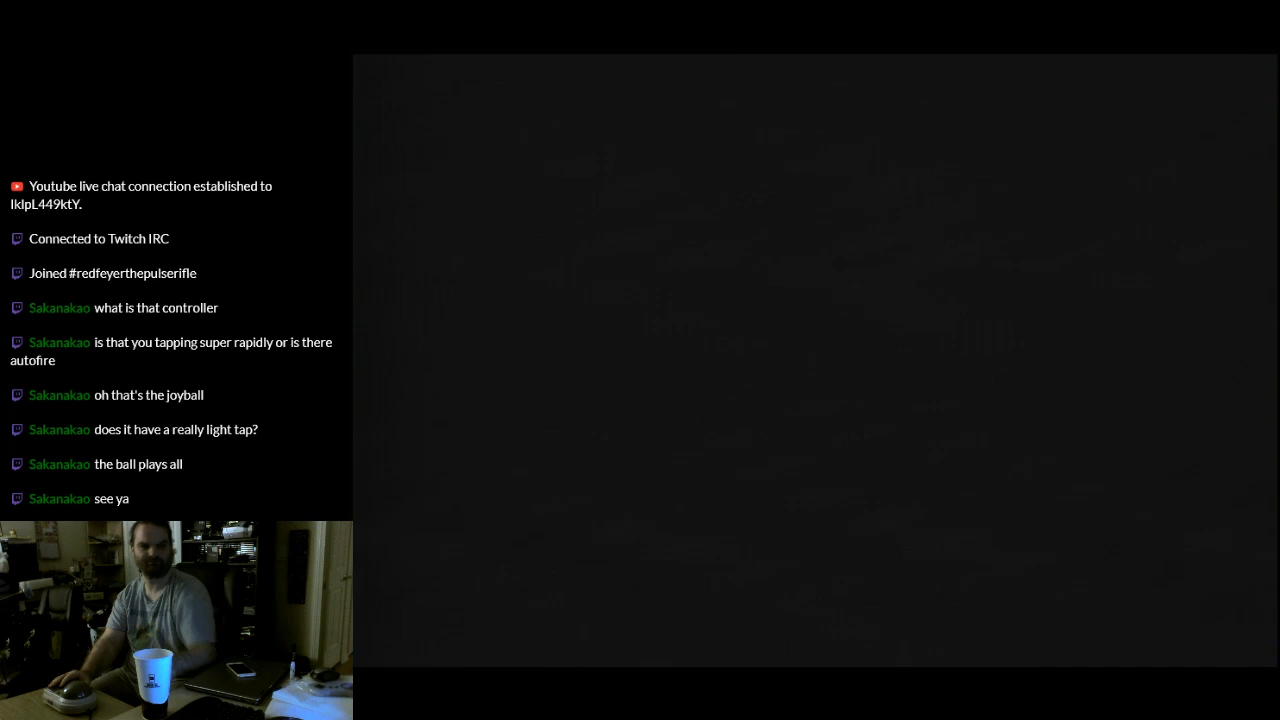 Youtube live chat connection established to
lklpL449ktY.
Connected to Twitch IRC
Joined #redfeyerthepulserifle
Sakanakao what is that controller
Sakanakao is that you tapping super rapidly or is there
autofire
Sakanakao oh that's the joyball
Sakanakao does it have a really light tap?
Sakanakao the ball plays all
Sakanakao see ya